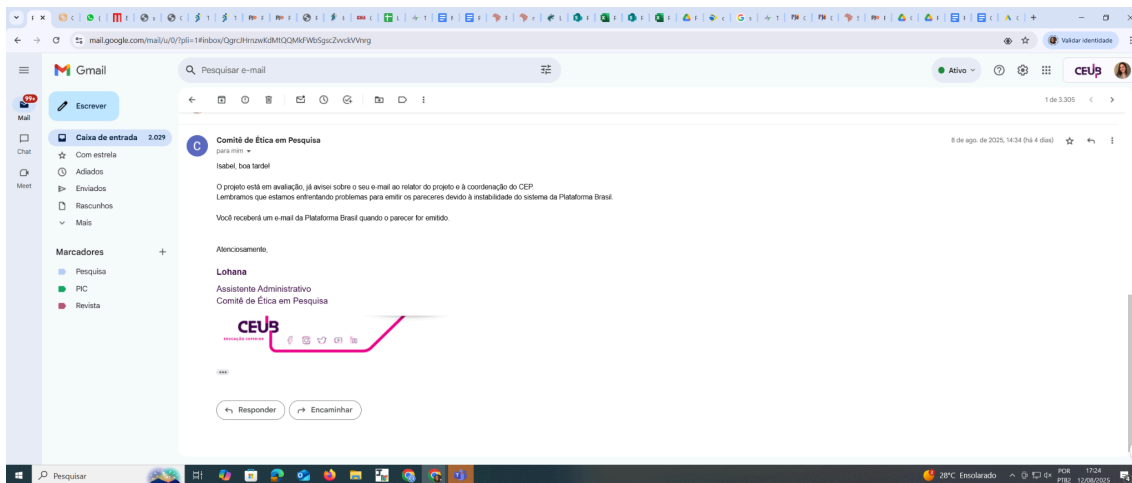 mail.google.com/mail/u/0/?pli=1#inbox/QgrcJHrnzwKdMtQQMkFWbSgscZvvckVVnrg
Validar identidade
Gmail
Pesquisar e-mail
Ativo
CEUB
99+
Mail
Chat
Meet
Escrever
1 de 3.305
Caixa de entrada 2.029
Com estrela
Adiados
Enviados
Rascunhos
Mais
Marcadores
Pesquisa
PIC
Revista
C
Comitê de Ética em Pesquisa
8 de ago. de 2025, 14:34 (há 4 dias)
para mim
Isabel, boa tarde!
O projeto está em avaliação, já avisei sobre o seu e-mail ao relator do projeto e à coordenação do CEP.
Lembramos que estamos enfrentando problemas para emitir os pareceres devido à instabilidade do sistema da Plataforma Brasil.
Você receberá um e-mail da Plataforma Brasil quando o parecer for emitido.
Atenciosamente,
Lohana
Assistente Administrativo
Comitê de Ética em Pesquisa
CEUB
EDUCAÇÃO SUPERIOR
Responder
Encaminhar
Pesquisar
28°C Ensolarado
POR
PTB2
17:24
12/08/2025